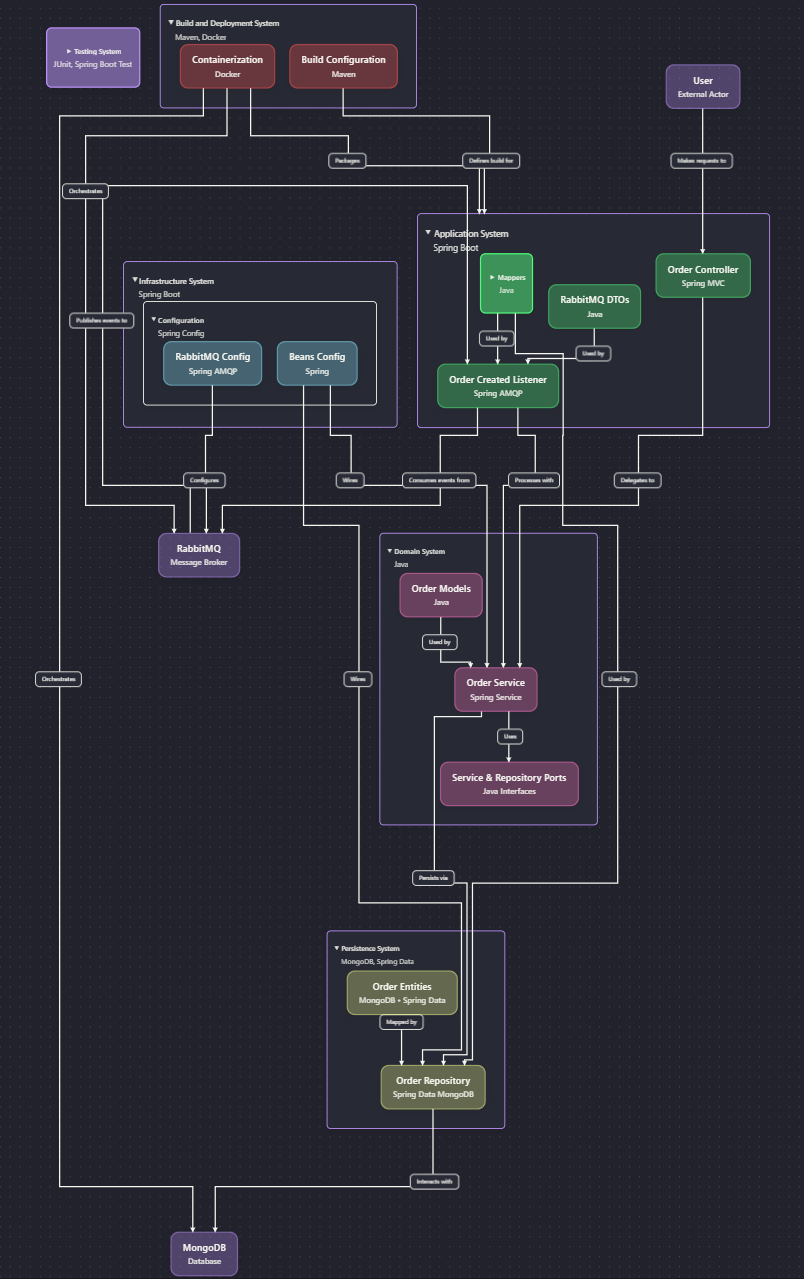 Build and Deployment System
Maven, Docker
Testing System
JUnit, Spring Boot Test
Containerization
Docker
Build Configuration
Maven
User
External Actor
Packages
Defines build for
Makes requests to
Orchestrates
Application System
Spring Boot
Mappers
Java
Order Controller
Spring MVC
RabbitMQ DTOs
Java
Infrastructure System
Spring Boot
Configuration
Spring Config
Publishes events to
Used by
Used by
RabbitMQ Config
Spring AMQP
Beans Config
Spring
Order Created Listener
Spring AMQP
Configures
Wires
Consumes events from
Processes with
Delegates to
RabbitMQ
Message Broker
Domain System
Java
Order Models
Java
Used by
Orchestrates
Wires
Used by
Order Service
Spring Service
Uses
Service & Repository Ports
Java Interfaces
Persists via
Persistence System
MongoDB, Spring Data
Order Entities
MongoDB • Spring Data
Mapped by
Order Repository
Spring Data MongoDB
Interacts with
MongoDB
Database